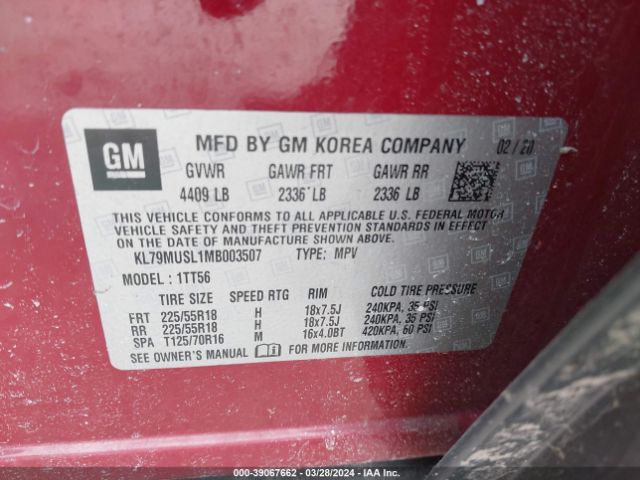 GM
MFD BY GM KOREA COMPANY 02/20
GVWR GAWR FRT GAWR RR
4409 LB 2336 LB 2336 LB
THIS VEHICLE CONFORMS TO ALL APPLICABLE U.S. FEDERAL MOTOR
VEHICLE SAFETY AND THEFT PREVENTION STANDARDS IN EFFECT
ON THE DATE OF MANUFACTURE SHOWN ABOVE.
KL79MUSL1MB003507 TYPE: MPV
MODEL: 1TT56
TIRE SIZE SPEED RTG RIM COLD TIRE PRESSURE
FRT 225/55R18 H 18x7.5J 240KPA, 35 PSI
RR 225/55R18 H 18x7.5J 240KPA, 35 PSI
SPA T125/70R16 M 16x4.0BT 420KPA, 60 PSI
SEE OWNER'S MANUAL FOR MORE INFORMATION
000-39067662 / 03/28/2024 - IAA Inc.